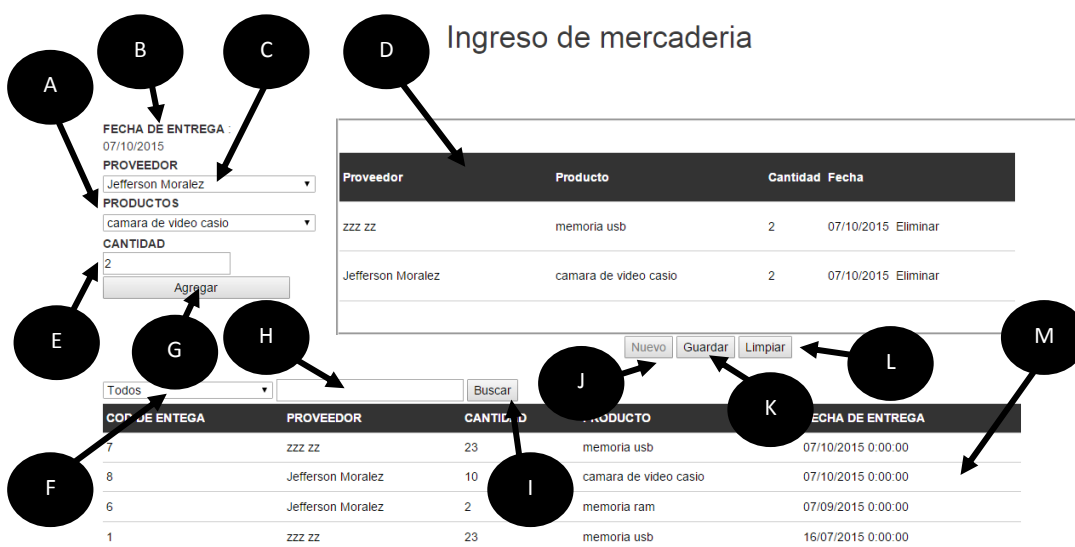 Ingreso de mercaderia
B
C
D
A
FECHA DE ENTREGA :
07/10/2015
PROVEEDOR
Jefferson Moralez
PRODUCTOS
camara de video casio
CANTIDAD
2
Agregar
Proveedor Producto Cantidad Fecha
zzz zz memoria usb 2 07/10/2015 Eliminar
Jefferson Moralez camara de video casio 2 07/10/2015 Eliminar
E
G
H
J
K
L
M
Nuevo Guardar Limpiar
Todos Buscar
COD DE ENTEGA PROVEEDOR CANTIDAD PRODUCTO FECHA DE ENTREGA
7 zzz zz 23 memoria usb 07/10/2015 0:00:00
8 Jefferson Moralez 10 camara de video casio 07/10/2015 0:00:00
6 Jefferson Moralez 2 memoria ram 07/09/2015 0:00:00
1 zzz zz 23 memoria usb 16/07/2015 0:00:00
F
I